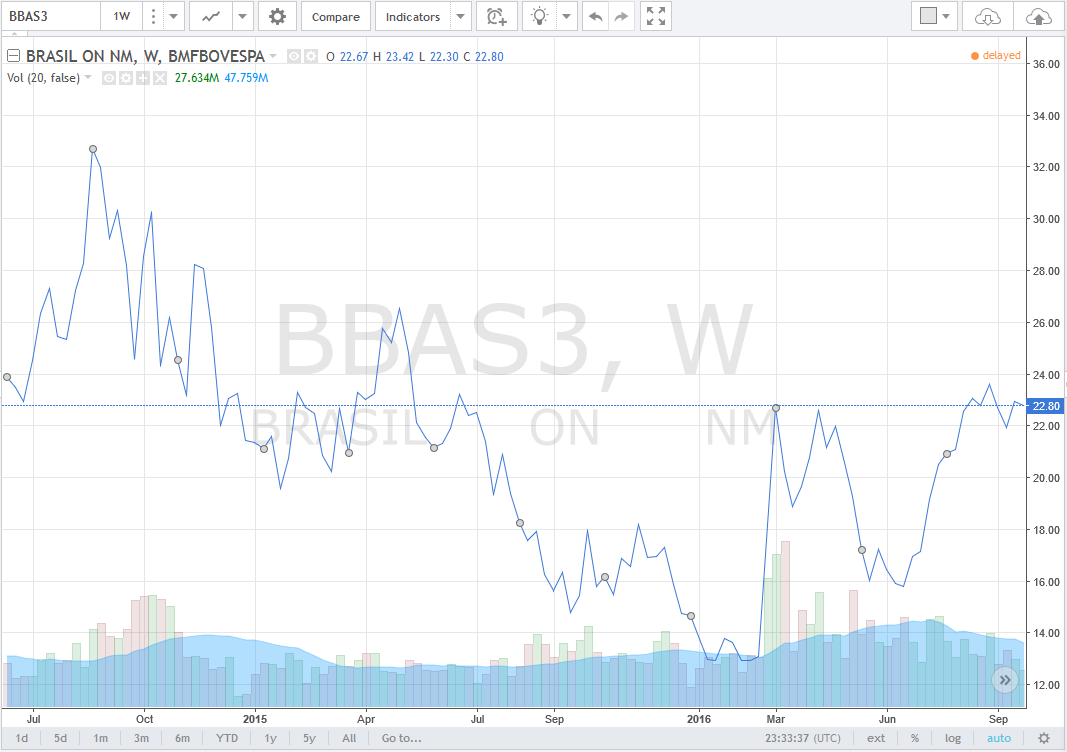 BBAS3 1W Compare Indicators
BRASIL ON NM, W, BMFBOVESPA O 22.67 H 23.42 L 22.30 C 22.80 delayed
Vol (20, false) 27.634M 47.759M
36.00
34.00
32.00
30.00
28.00
26.00
24.00
22.80
22.00
20.00
18.00
16.00
14.00
12.00
BBAS3, W
BRASIL ON NM
Jul Oct 2015 Apr Jul Sep 2016 Mar Jun Sep
1d 5d 1m 3m 6m YTD 1y 5y All Go to... 23:33:37 (UTC) ext % log auto